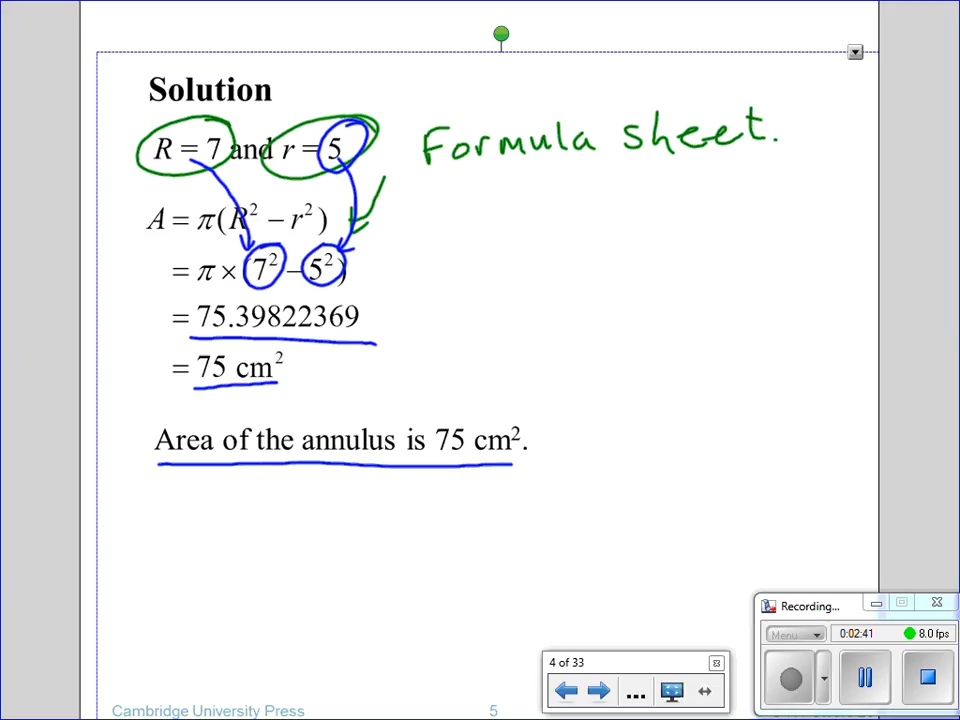 Solution
R = 7 and r = 5
Formula sheet.
A = π(R² − r²)
= π × (7² − 5²)
= 75.39822369
= 75 cm²
Area of the annulus is 75 cm².
Recording...
Menu
0:02:41
8.0 fps
4 of 33
...
Cambridge University Press
5